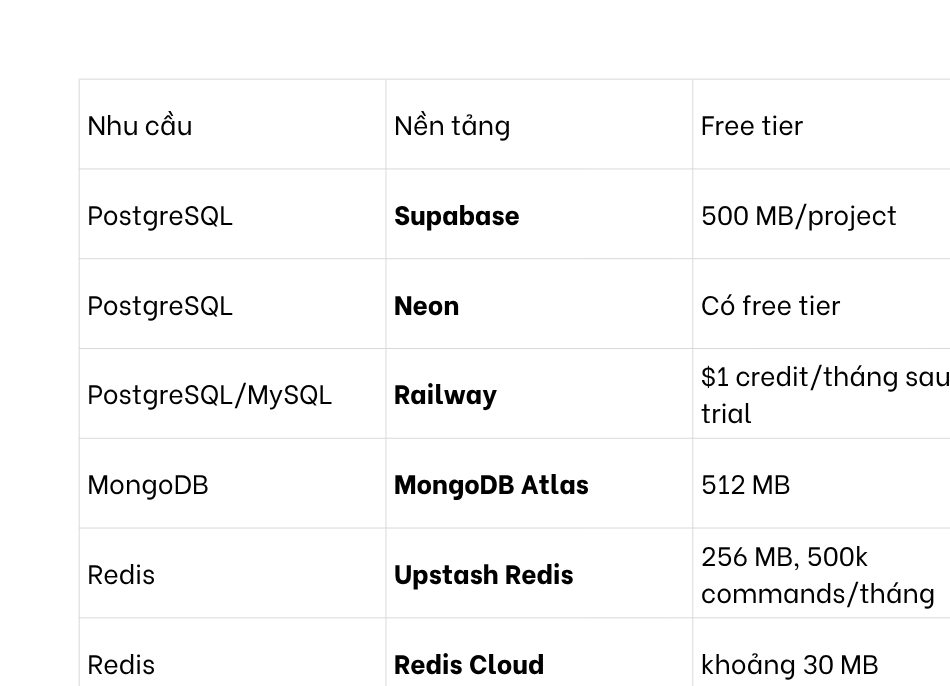 Nhu cầu Nền tảng Free tier
PostgreSQL Supabase 500 MB/project
PostgreSQL Neon Có free tier
PostgreSQL/MySQL Railway $1 credit/tháng sau
trial
MongoDB MongoDB Atlas 512 MB
Redis Upstash Redis 256 MB, 500k
commands/tháng
Redis Redis Cloud khoảng 30 MB